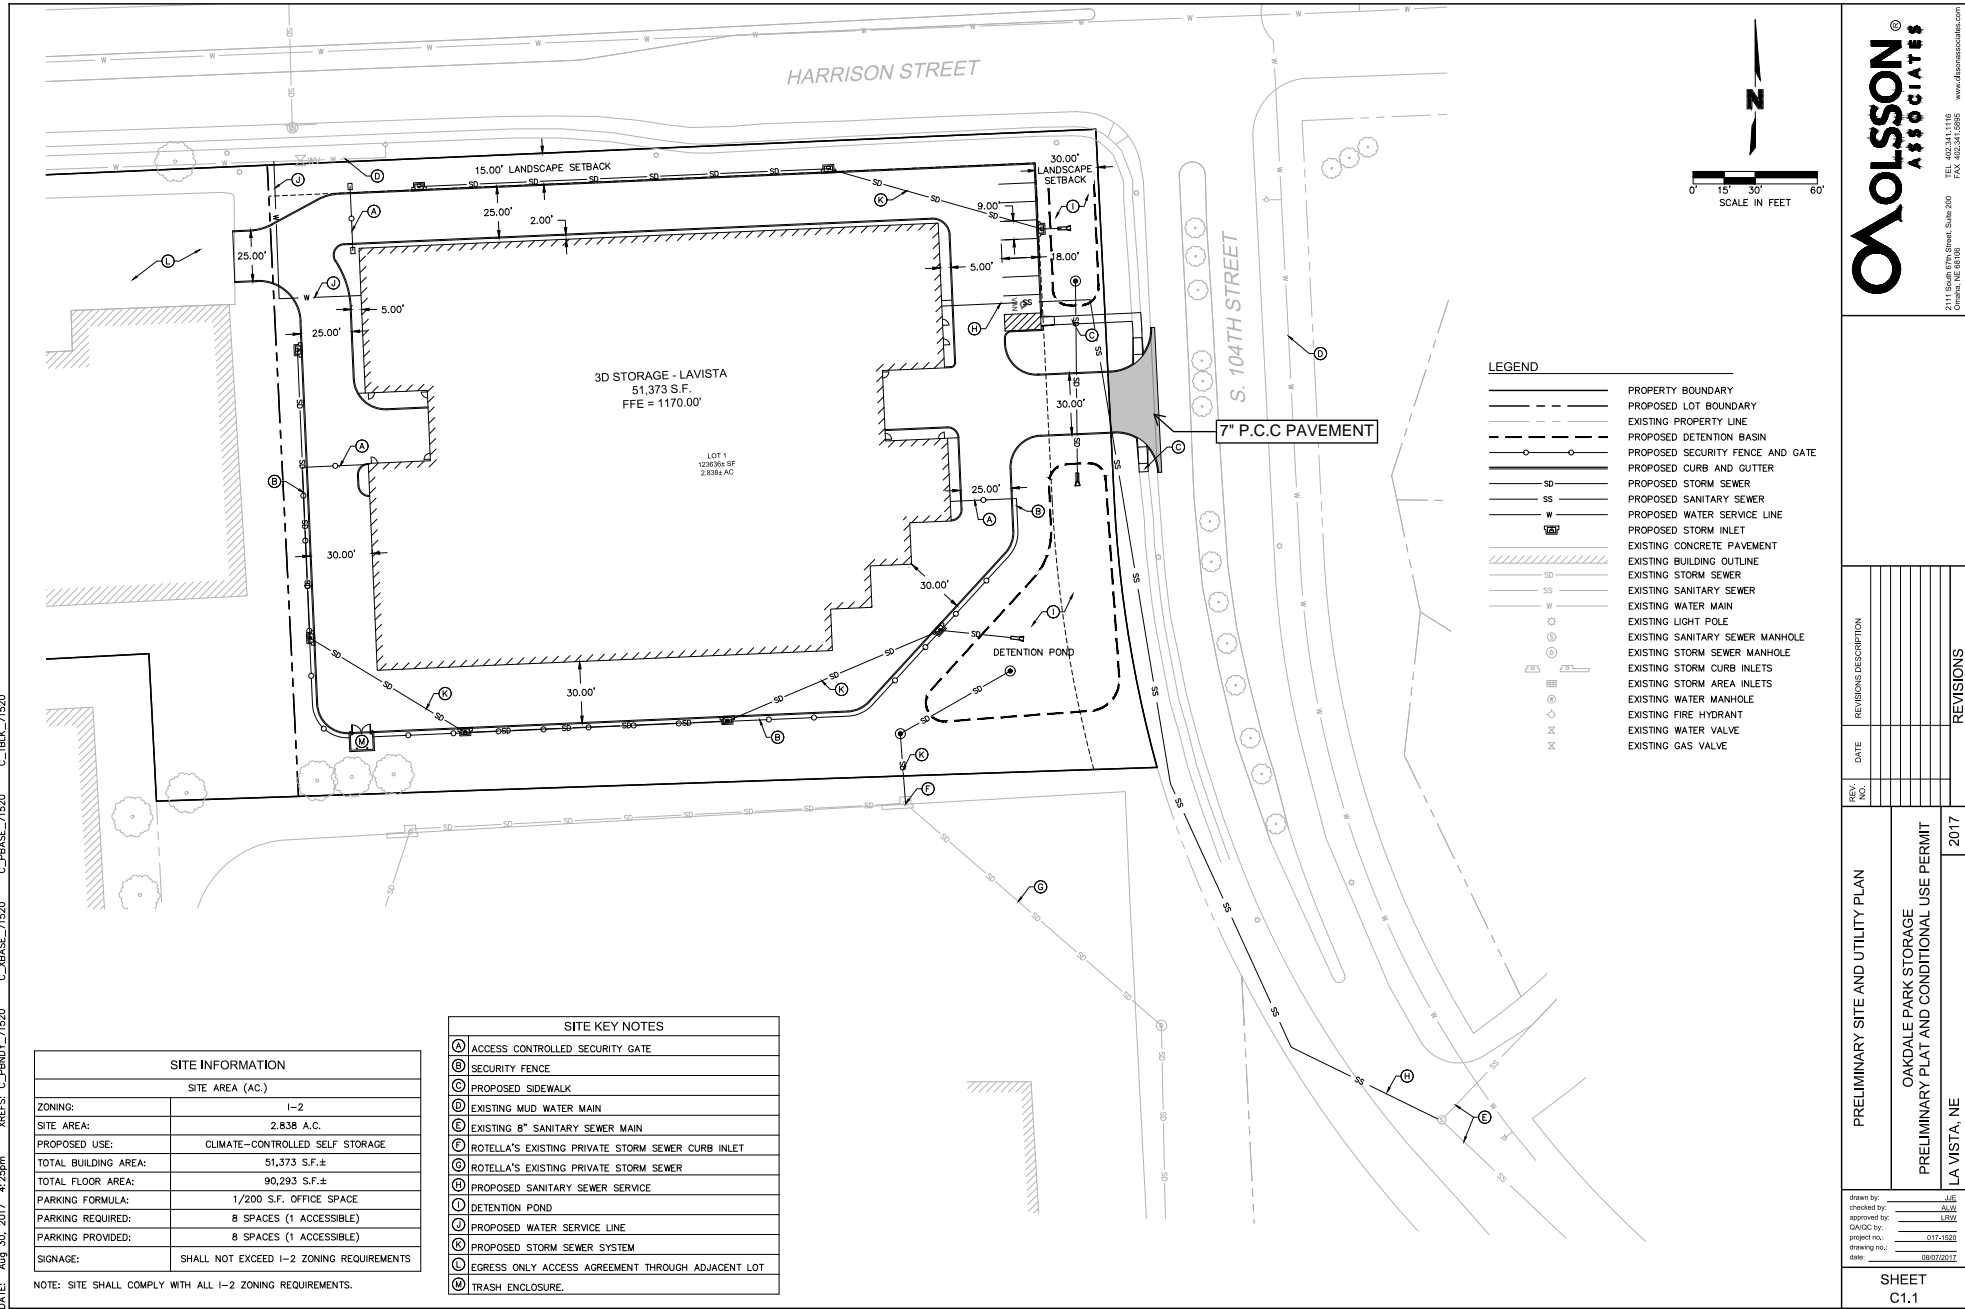 HARRISON STREET
S. 104TH STREET
N
0' 15' 30' 60'
SCALE IN FEET
15.00' LANDSCAPE SETBACK
30.00'
LANDSCAPE
SETBACK
25.00'
2.00'
9.00'
5.00'
18.00'
25.00'
5.00'
25.00'
VAN
3D STORAGE - LAVISTA
51,373 S.F.
FFE = 1170.00'
LOT 1
123636± SF
2.838± AC
30.00'
7" P.C.C PAVEMENT
25.00'
30.00'
30.00'
30.00'
DETENTION POND
LEGEND
PROPERTY BOUNDARY
PROPOSED LOT BOUNDARY
EXISTING PROPERTY LINE
PROPOSED DETENTION BASIN
PROPOSED SECURITY FENCE AND GATE
PROPOSED CURB AND GUTTER
SD PROPOSED STORM SEWER
SS PROPOSED SANITARY SEWER
W PROPOSED WATER SERVICE LINE
PROPOSED STORM INLET
EXISTING CONCRETE PAVEMENT
EXISTING BUILDING OUTLINE
SD EXISTING STORM SEWER
SS EXISTING SANITARY SEWER
W EXISTING WATER MAIN
EXISTING LIGHT POLE
S EXISTING SANITARY SEWER MANHOLE
D EXISTING STORM SEWER MANHOLE
EXISTING STORM CURB INLETS
EXISTING STORM AREA INLETS
EXISTING WATER MANHOLE
EXISTING FIRE HYDRANT
EXISTING WATER VALVE
EXISTING GAS VALVE
SITE INFORMATION
SITE AREA (AC.)
ZONING: I-2
SITE AREA: 2.838 A.C.
PROPOSED USE: CLIMATE-CONTROLLED SELF STORAGE
TOTAL BUILDING AREA: 51,373 S.F.±
TOTAL FLOOR AREA: 90,293 S.F.±
PARKING FORMULA: 1/200 S.F. OFFICE SPACE
PARKING REQUIRED: 8 SPACES (1 ACCESSIBLE)
PARKING PROVIDED: 8 SPACES (1 ACCESSIBLE)
SIGNAGE: SHALL NOT EXCEED I-2 ZONING REQUIREMENTS
NOTE: SITE SHALL COMPLY WITH ALL I-2 ZONING REQUIREMENTS.
SITE KEY NOTES
A ACCESS CONTROLLED SECURITY GATE
B SECURITY FENCE
C PROPOSED SIDEWALK
D EXISTING MUD WATER MAIN
E EXISTING 8" SANITARY SEWER MAIN
F ROTELLA'S EXISTING PRIVATE STORM SEWER CURB INLET
G ROTELLA'S EXISTING PRIVATE STORM SEWER
H PROPOSED SANITARY SEWER SERVICE
I DETENTION POND
J PROPOSED WATER SERVICE LINE
K PROPOSED STORM SEWER SYSTEM
L EGRESS ONLY ACCESS AGREEMENT THROUGH ADJACENT LOT
M TRASH ENCLOSURE.
OLSSON®
ASSOCIATES
2111 South 67th Street, Suite 200
Omaha, NE 68106
TEL 402.341.1116
FAX 402.341.5895
www.olssonassociates.com
REV. NO.
DATE
REVISIONS DESCRIPTION
REVISIONS
PRELIMINARY SITE AND UTILITY PLAN
OAKDALE PARK STORAGE
PRELIMINARY PLAT AND CONDITIONAL USE PERMIT
LA VISTA, NE
2017
drawn by: JJE
checked by: ALW
approved by: LRW
QA/QC by:
project no.: 017-1520
drawing no.:
date: 08/07/2017
SHEET
C1.1
DATE: Aug 30, 2017 4:25pm XREFS: C_PBNDY_71520 C_XBASE_71520 C_PBASE_71520 C_TBLK_71520